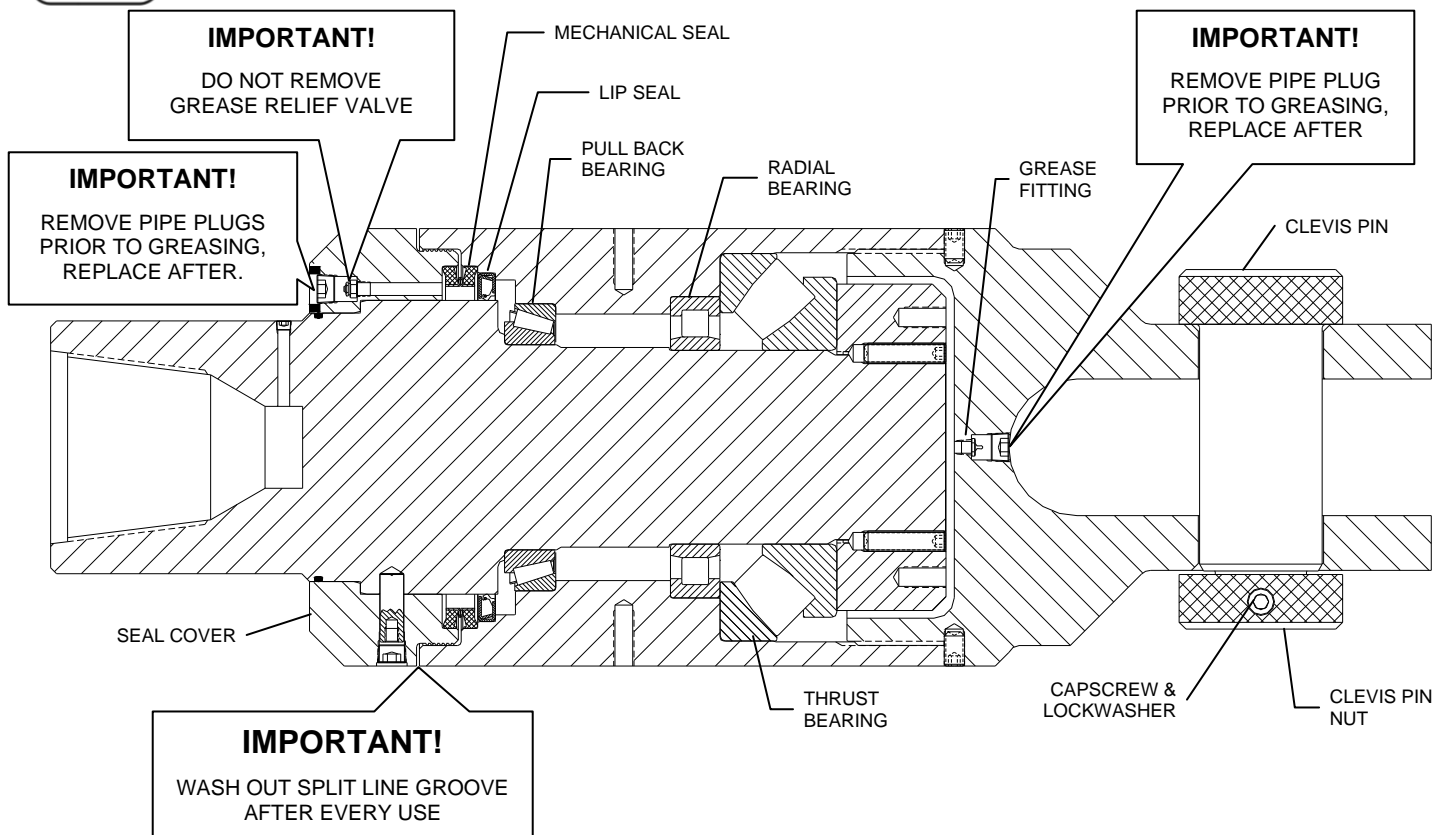 IMPORTANT!
DO NOT REMOVE
GREASE RELIEF VALVE
MECHANICAL SEAL
LIP SEAL
PULL BACK
BEARING
RADIAL
BEARING
GREASE
FITTING
IMPORTANT!
REMOVE PIPE PLUG
PRIOR TO GREASING,
REPLACE AFTER
IMPORTANT!
REMOVE PIPE PLUGS
PRIOR TO GREASING,
REPLACE AFTER.
CLEVIS PIN
SEAL COVER
THRUST
BEARING
CAPSCREW &
LOCKWASHER
CLEVIS PIN
NUT
IMPORTANT!
WASH OUT SPLIT LINE GROOVE
AFTER EVERY USE